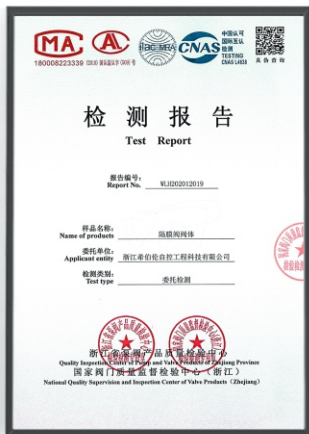 MA
AL
ilac-MRA
CNAS
中国认可
国际互认
检测
TESTING
180008223339
真伪查询
检测报告
Test Report
报告编号:
Report No. WLH202012019
样品名称:
Name of products 隔膜阀阀体
委托单位:
Applicant entity 浙江希伯伦自控工程科技有限公司
检测类别:
Test type 委托检测
浙江省泵阀产品质量检验中心
Quality Inspection Center of Pump and Valve Products of Zhejiang Province
国家阀门质量监督检验中心(浙江)
National Quality Supervision and Inspection Center of Valve Products (Zhejiang)